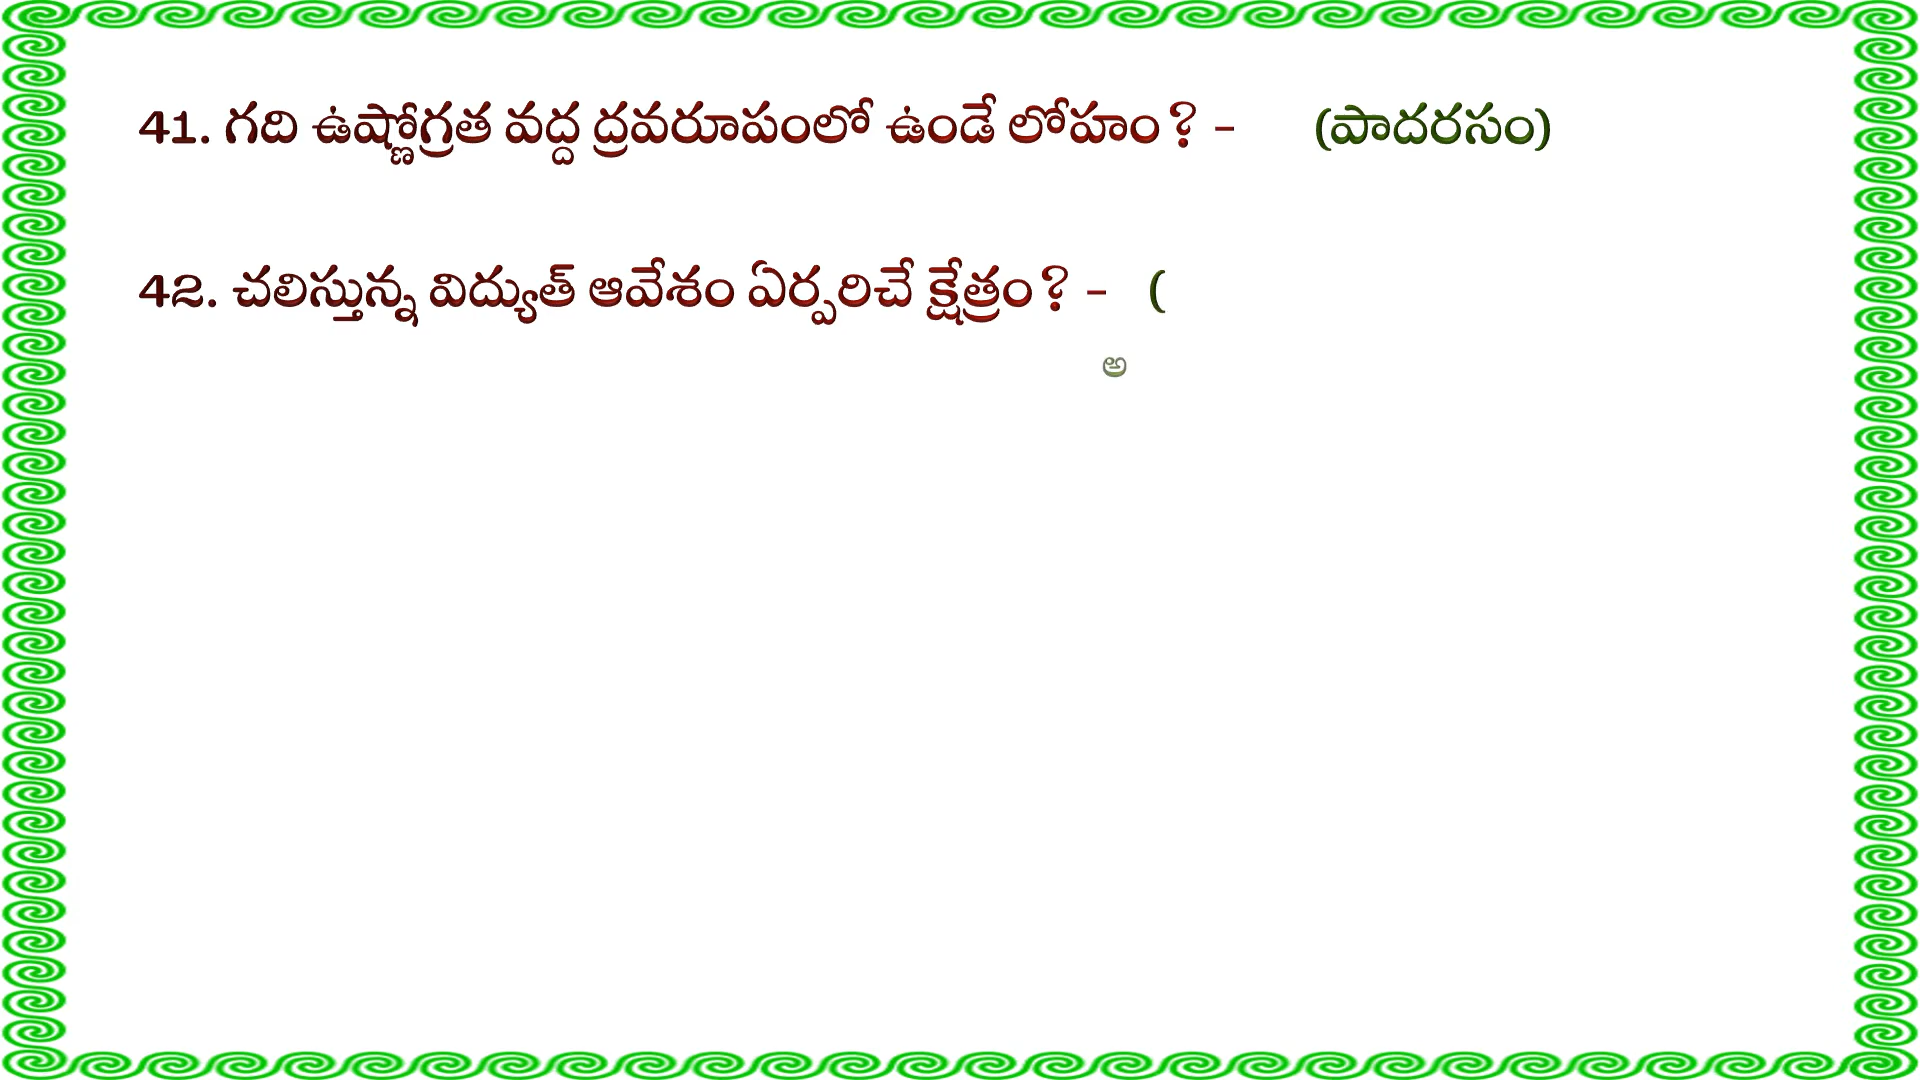 41. గది ఉష్ణోగ్రత వద్ద ద్రవరూపంలో ఉండే లోహం? - (పాదరసం)
42. చలిస్తున్న విద్యుత్ ఆవేశం ఏర్పరిచే క్షేత్రం? - (
అ